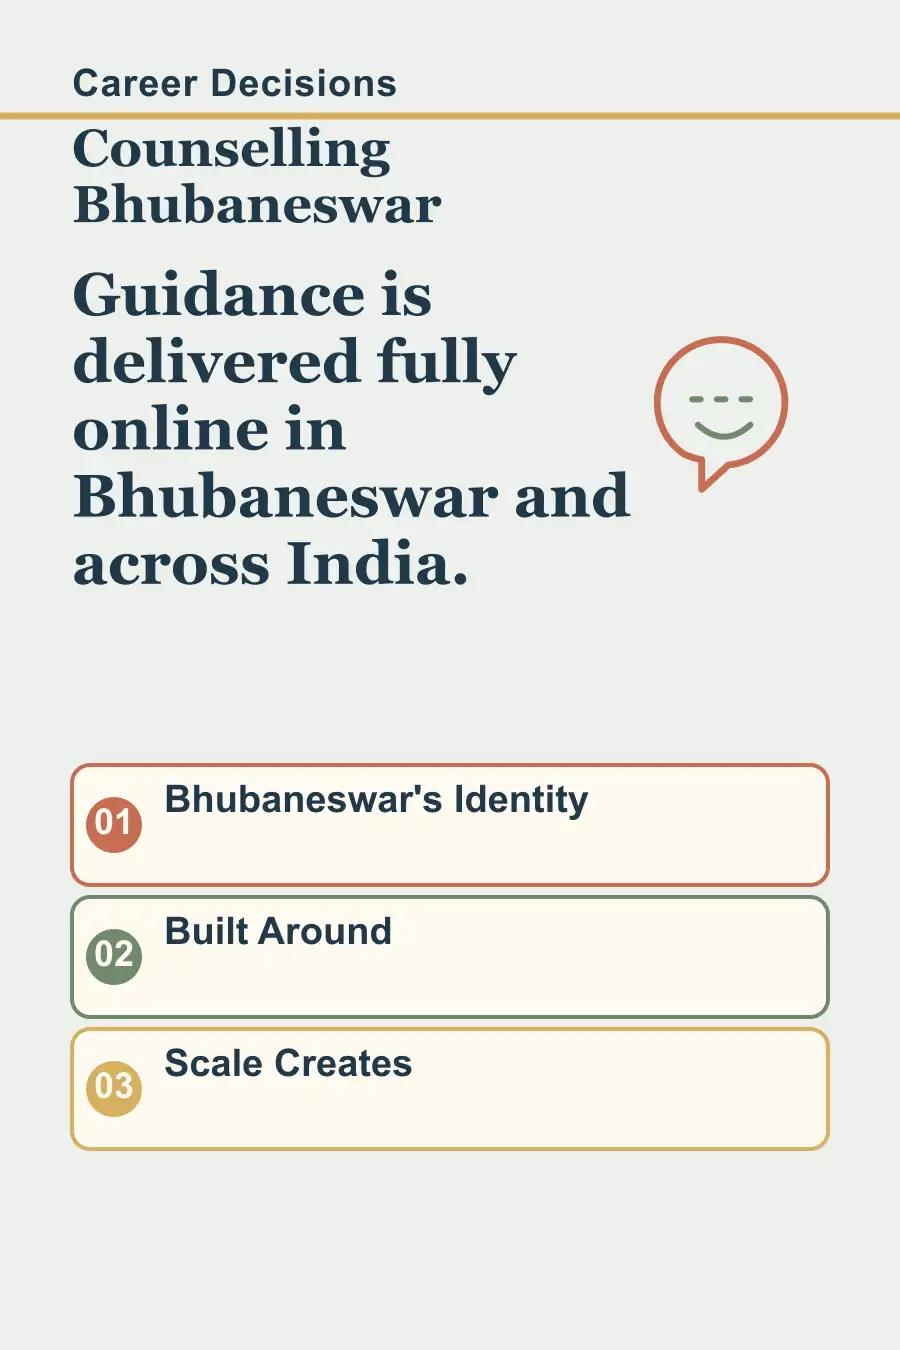 Career Decisions
Counselling
Bhubaneswar
Guidance is
delivered fully
online in
Bhubaneswar and
across India.
01
Bhubaneswar's Identity
02
Built Around
03
Scale Creates